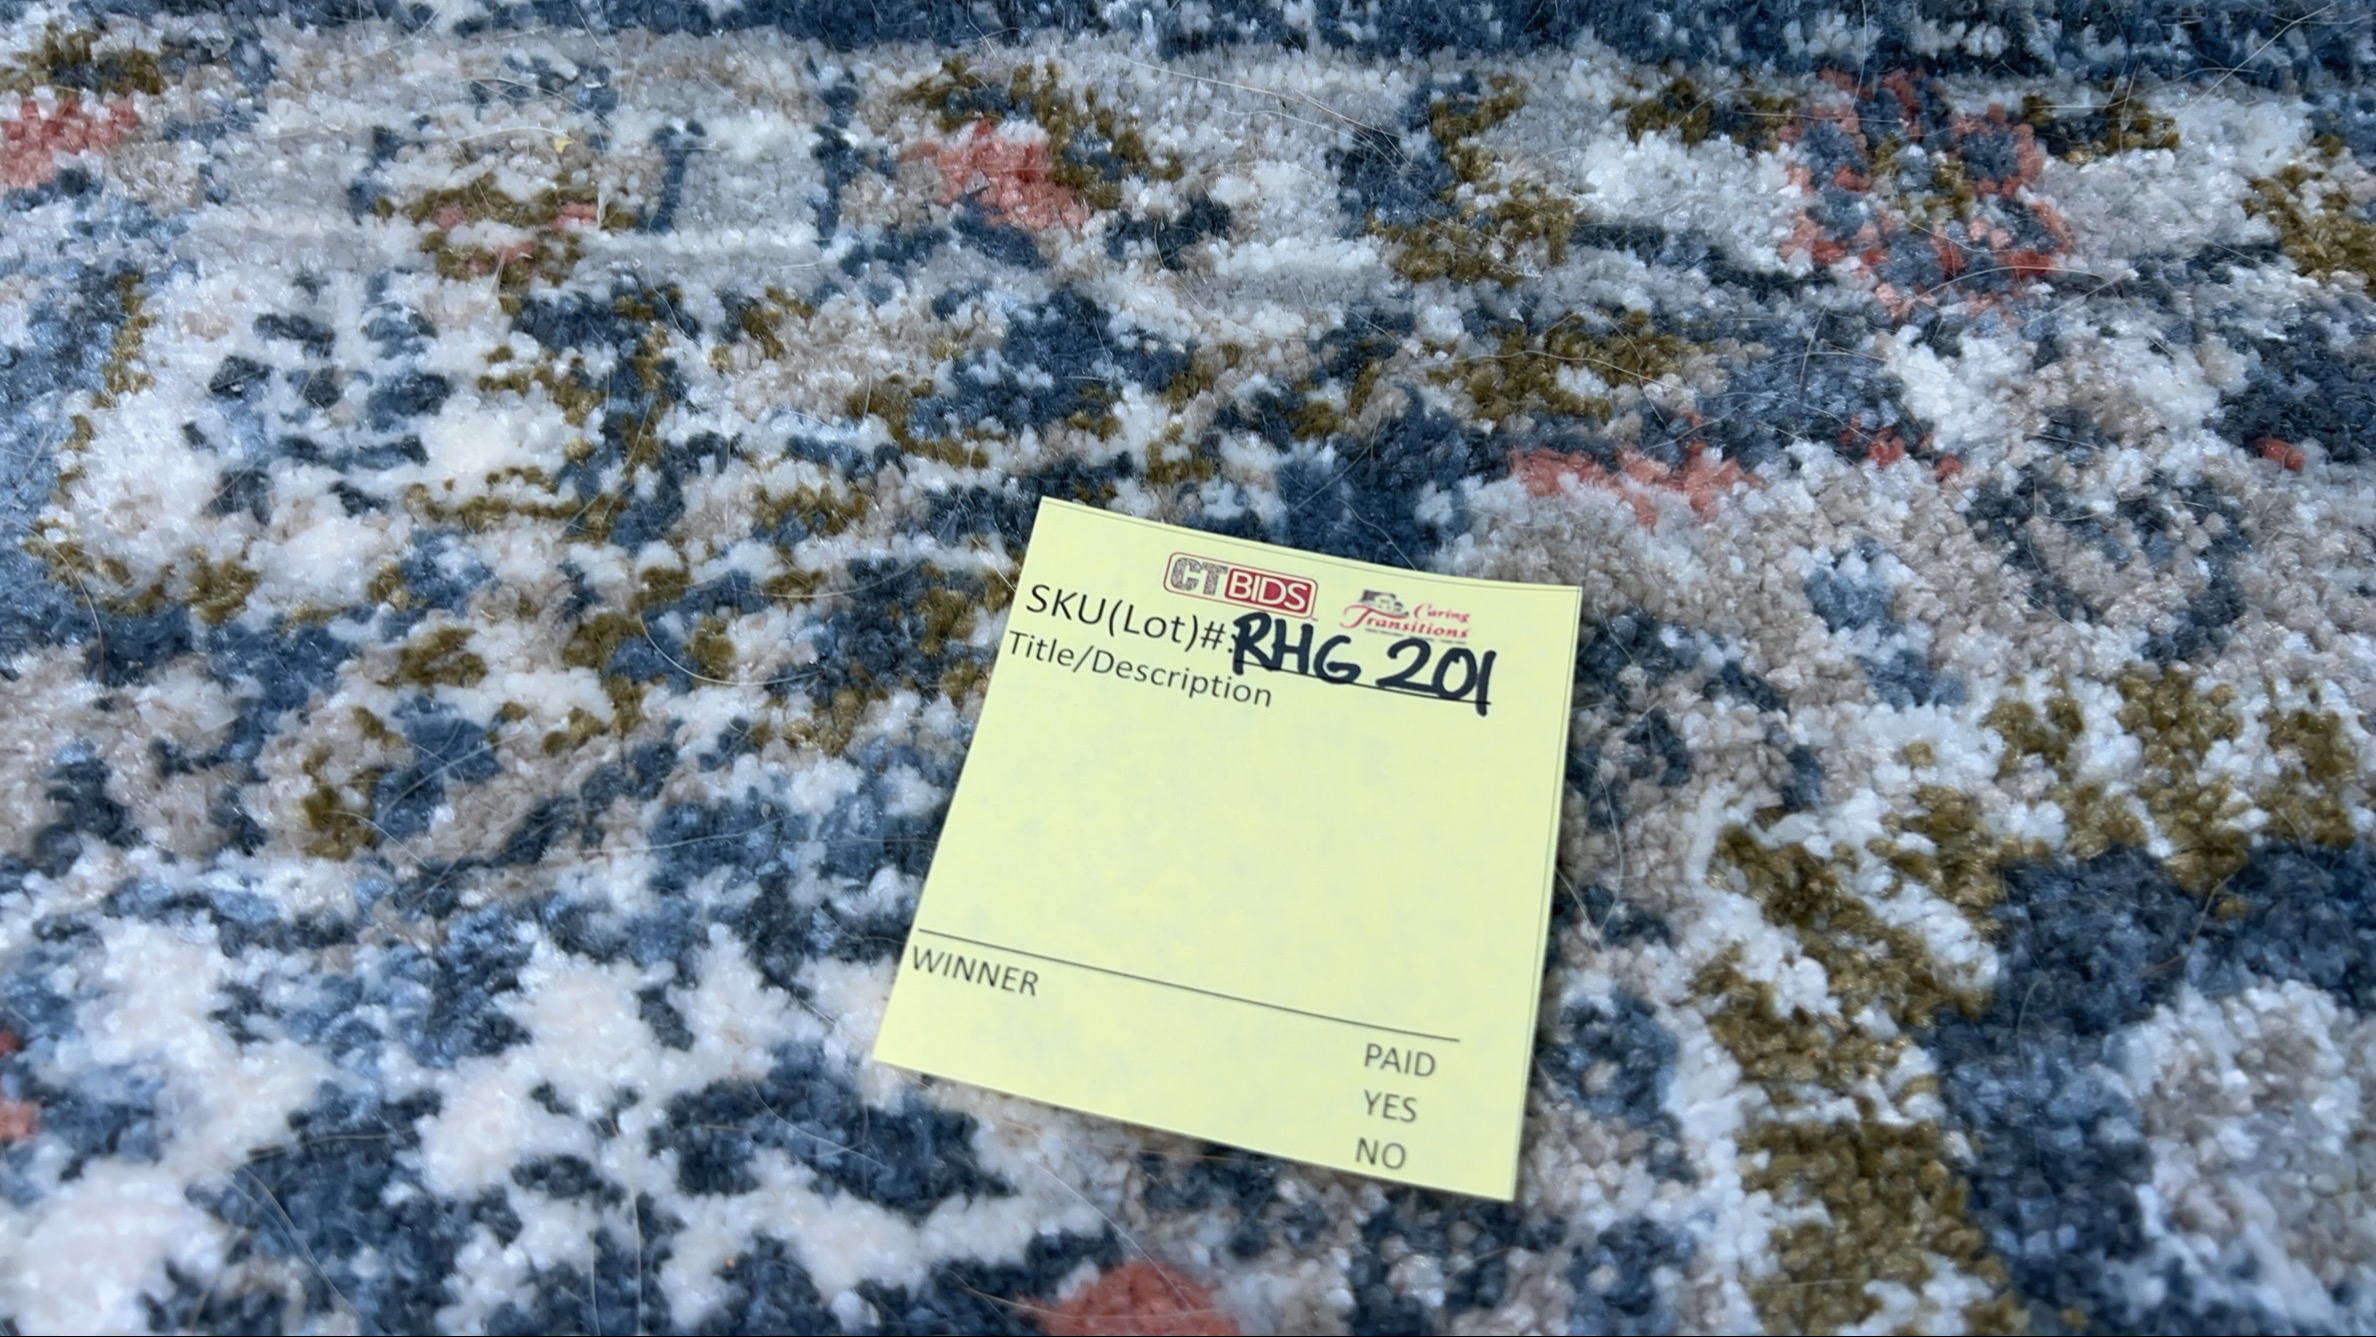 CTBIDS
Caring
Transitions
SKU(Lot)#:RHG 201
Title/Description
WINNER
PAID
YES
NO